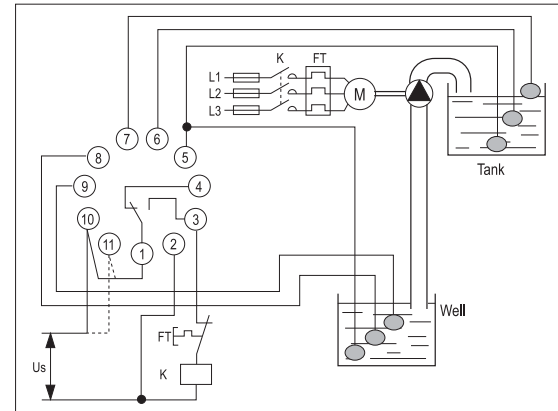 K FT
L1
L2
L3
M
Tank
7 6
8 5
9 4
10 3
11 1 2
Well
FT
Us K